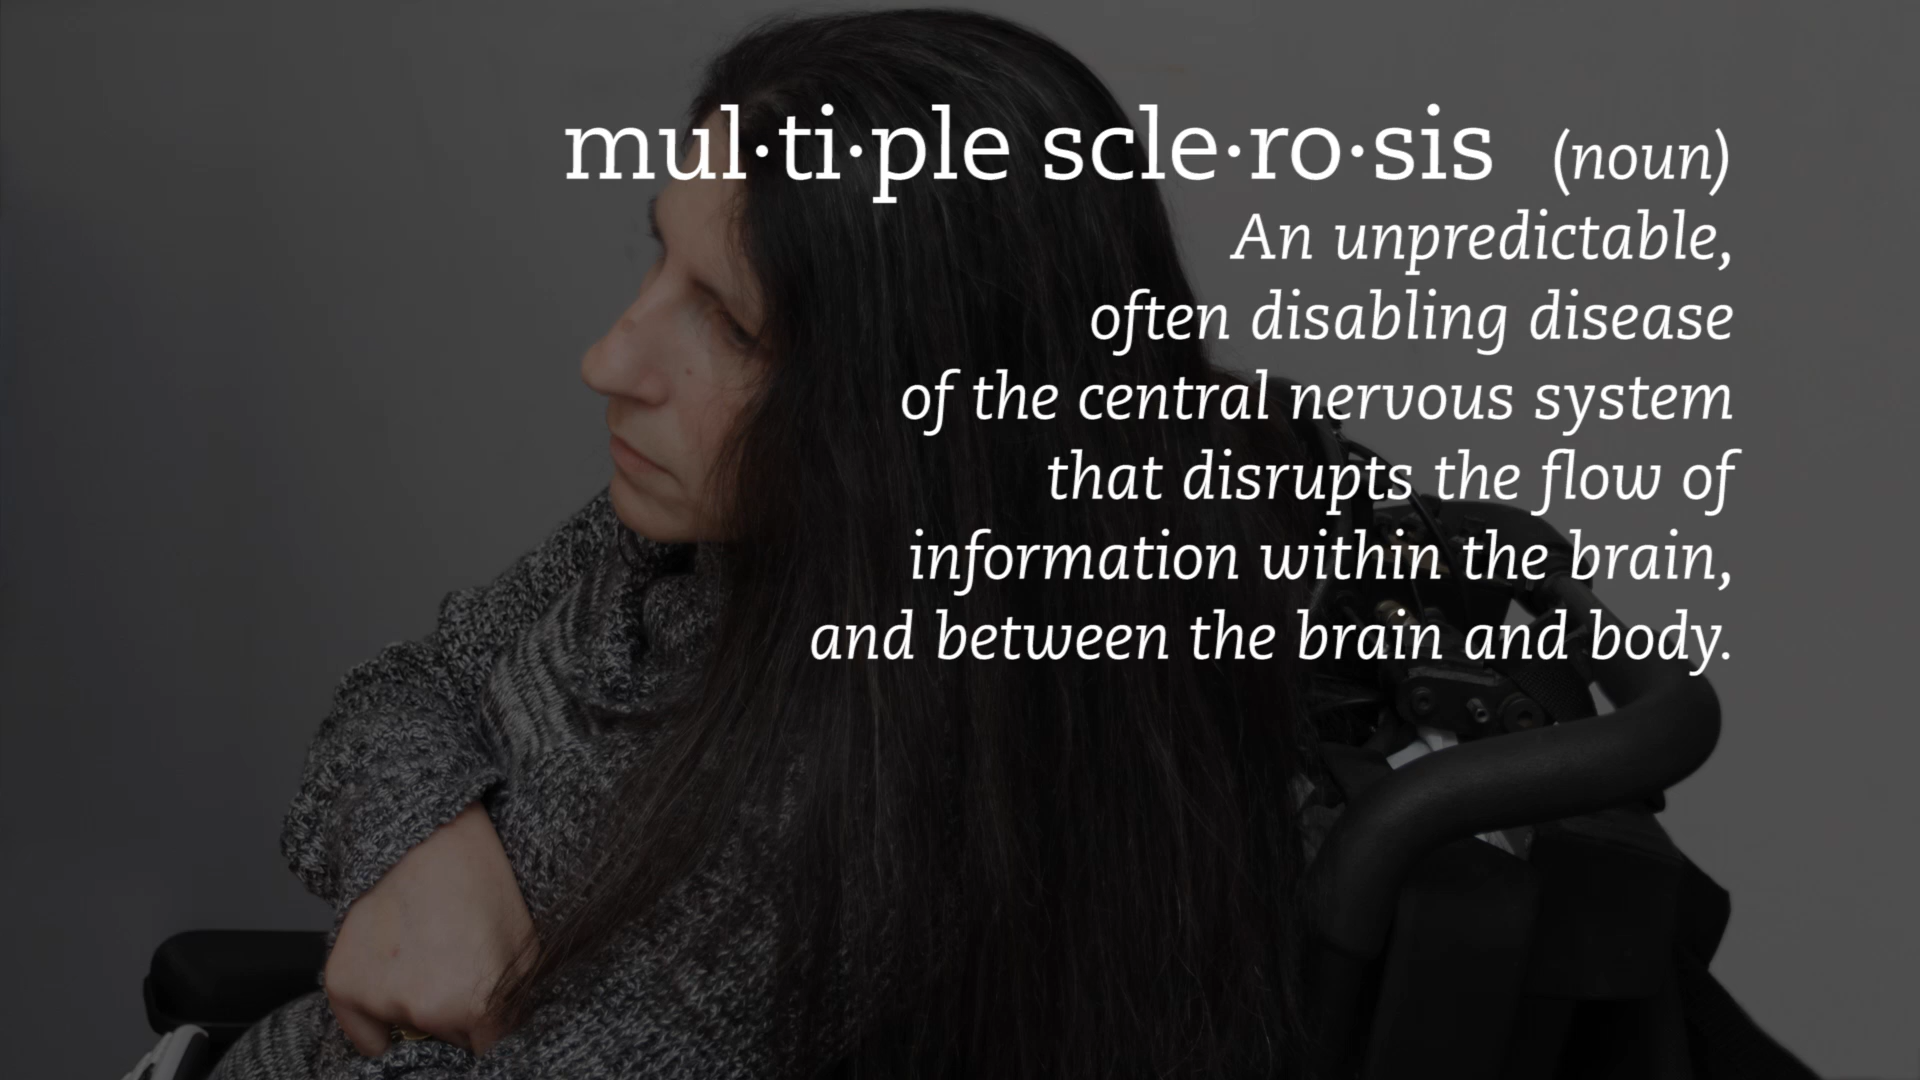 mul·ti·ple scle·ro·sis (noun)
An unpredictable,
often disabling disease
of the central nervous system
that disrupts the flow of
information within the brain,
and between the brain and body.